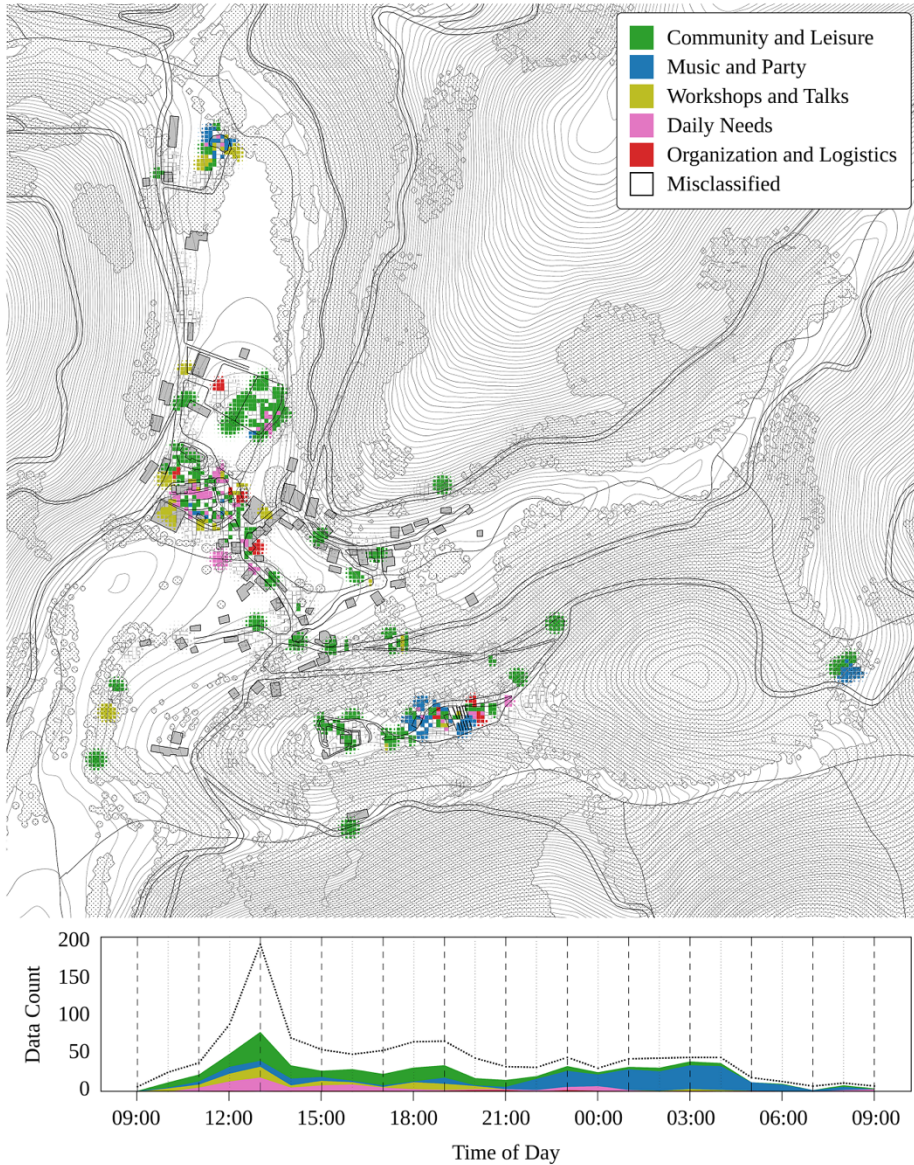 Community and Leisure
Music and Party
Workshops and Talks
Daily Needs
Organization and Logistics
Misclassified
200
150
100
50
0
Data Count
09:00 12:00 15:00 18:00 21:00 00:00 03:00 06:00 09:00
Time of Day